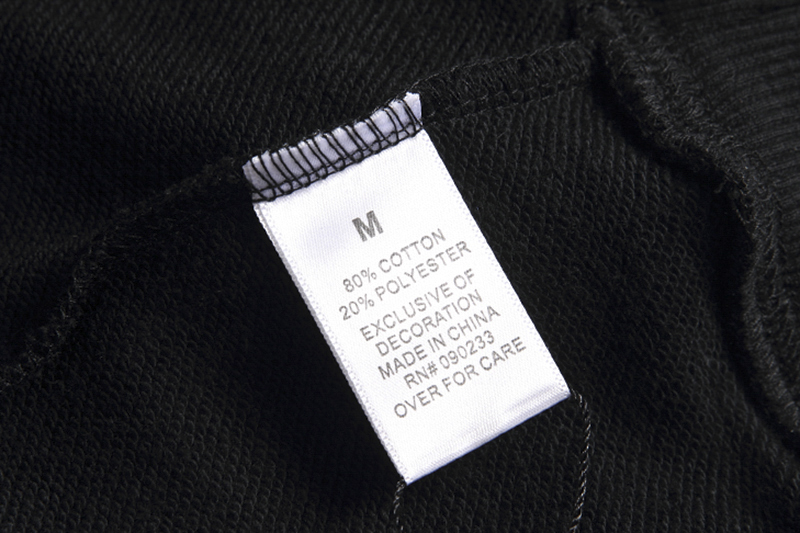 M
80% COTTON
20% POLYESTER
EXCLUSIVE OF
DECORATION
MADE IN CHINA
RN# 090233
OVER FOR CARE